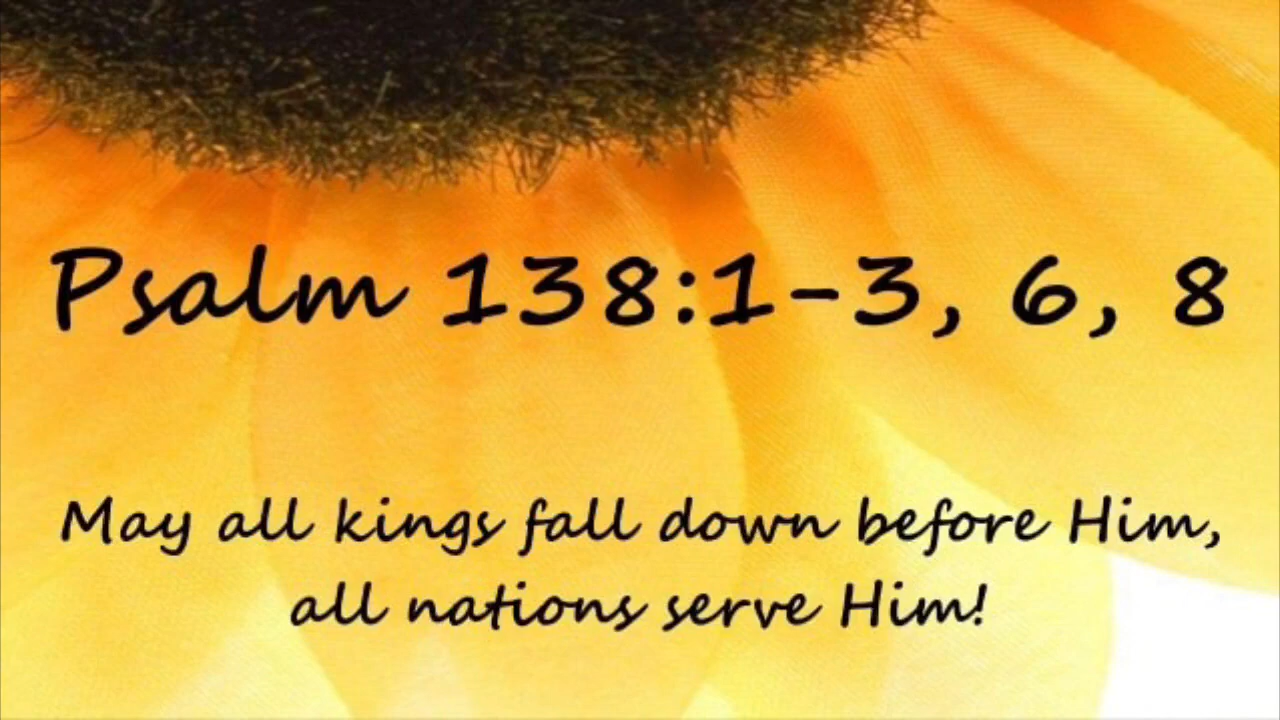 Psalm 138:1-3, 6, 8
May all kings fall down before Him,
all nations serve Him!